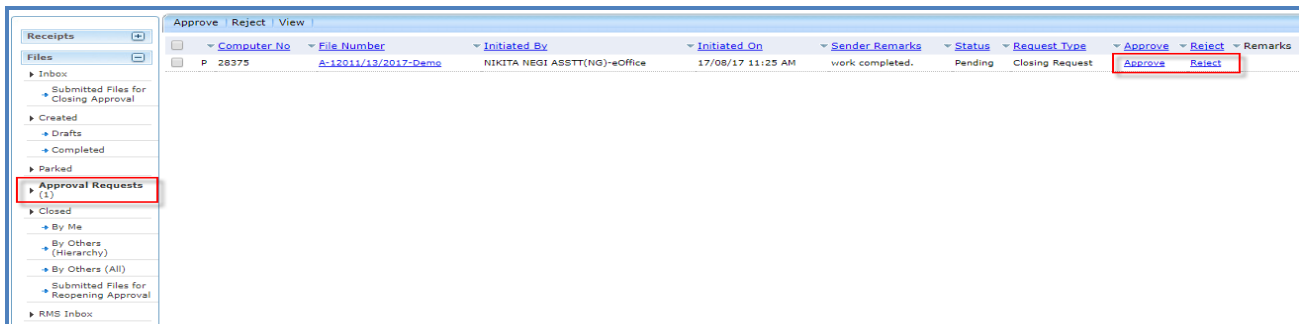 Approve | Reject | View |
Receipts
Files
Inbox
Submitted Files for
Closing Approval
Created
Drafts
Completed
Parked
Approval Requests
(1)
Closed
By Me
By Others
(Hierarchy)
By Others (All)
Submitted Files for
Reopening Approval
RMS Inbox
Computer No File Number Initiated By Initiated On Sender Remarks Status Request Type Approve Reject Remarks
P 28375 A-12011/13/2017-Demo NIKITA NEGI ASSTT(NG)-eOffice 17/08/17 11:25 AM work completed. Pending Closing Request Approve Reject